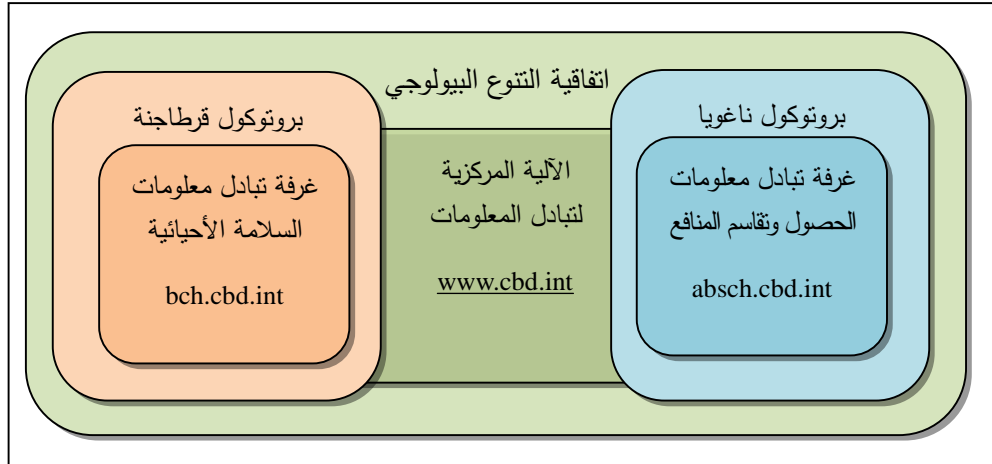 اتفاقية التنوع البيولوجي
بروتوكول ناغويا
غرفة تبادل معلومات
الحصول وتقاسم المنافع
absch.cbd.int
الآلية المركزية
لتبادل المعلومات
www.cbd.int
بروتوكول قرطاجنة
غرفة تبادل معلومات
السلامة الأحيائية
bch.cbd.int